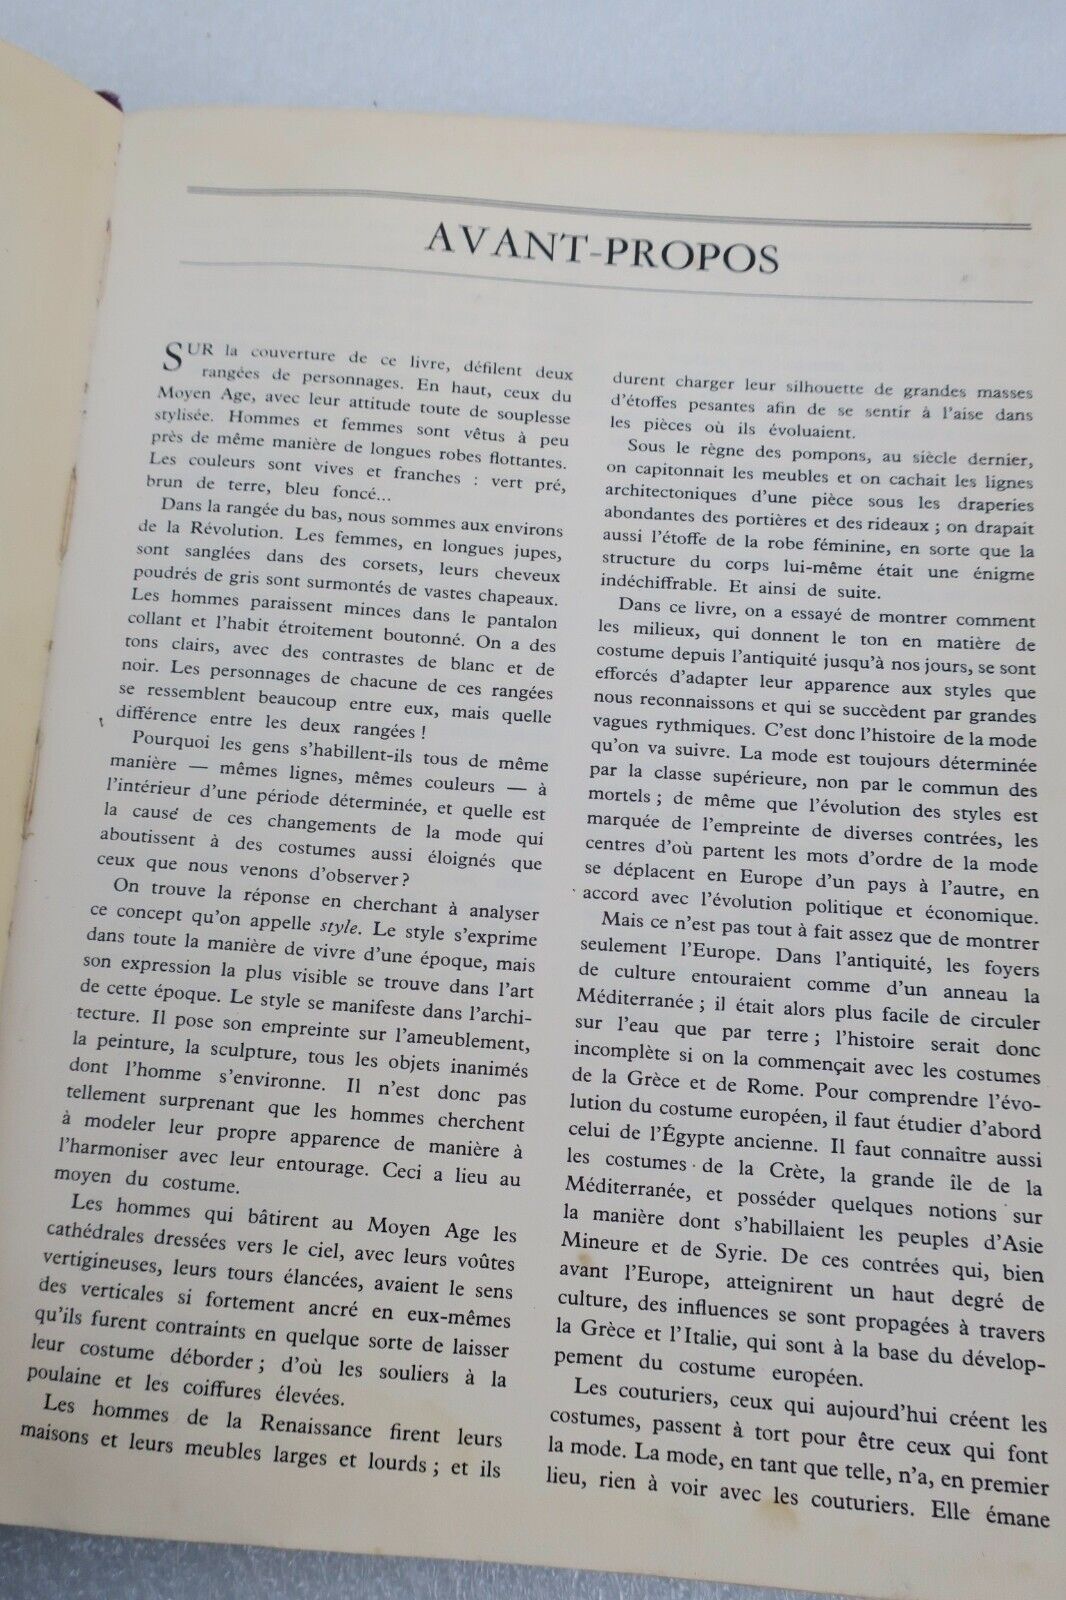 AVANT-PROPOS
SUR la couverture de ce livre, défilent deux
rangées de personnages. En haut, ceux du
Moyen Age, avec leur attitude toute de souplesse
stylisée. Hommes et femmes sont vêtus à peu
près de même manière de longues robes flottantes.
Les couleurs sont vives et franches : vert pré,
brun de terre, bleu foncé...
Dans la rangée du bas, nous sommes aux environs
de la Révolution. Les femmes, en longues jupes,
sont sanglées dans des corsets, leurs cheveux
poudrés de gris sont surmontés de vastes chapeaux.
Les hommes paraissent minces dans le pantalon
collant et l'habit étroitement boutonné. On a des
tons clairs, avec des contrastes de blanc et de
noir. Les personnages de chacune de ces rangées
se ressemblent beaucoup entre eux, mais quelle
différence entre les deux rangées !
Pourquoi les gens s'habillent-ils tous de même
manière — mêmes lignes, mêmes couleurs — à
l'intérieur d'une période déterminée, et quelle est
la cause de ces changements de la mode qui
aboutissent à des costumes aussi éloignés que
ceux que nous venons d'observer ?
On trouve la réponse en cherchant à analyser
ce concept qu'on appelle style. Le style s'exprime
dans toute la manière de vivre d'une époque, mais
son expression la plus visible se trouve dans l'art
de cette époque. Le style se manifeste dans l'archi-
tecture. Il pose son empreinte sur l'ameublement,
la peinture, la sculpture, tous les objets inanimés
dont l'homme s'environne. Il n'est donc pas
tellement surprenant que les hommes cherchent
à modeler leur propre apparence de manière à
l'harmoniser avec leur entourage. Ceci a lieu au
moyen du costume.
Les hommes qui bâtirent au Moyen Age les
cathédrales dressées vers le ciel, avec leurs voûtes
vertigineuses, leurs tours élancées, avaient le sens
des verticales si fortement ancré en eux-mêmes
qu'ils furent contraints en quelque sorte de laisser
leur costume déborder ; d'où les souliers à la
poulaine et les coiffures élevées.
Les hommes de la Renaissance firent leurs
maisons et leurs meubles larges et lourds ; et ils
durent charger leur silhouette de grandes masses
d'étoffes pesantes afin de se sentir à l'aise dans
les pièces où ils évoluaient.
Sous le règne des pompons, au siècle dernier,
on capitonnait les meubles et on cachait les lignes
architectoniques d'une pièce sous les draperies
abondantes des portières et des rideaux ; on drapait
aussi l'étoffe de la robe féminine, en sorte que la
structure du corps lui-même était une énigme
indéchiffrable. Et ainsi de suite.
Dans ce livre, on a essayé de montrer comment
les milieux, qui donnent le ton en matière de
costume depuis l'antiquité jusqu'à nos jours, se sont
efforcés d'adapter leur apparence aux styles que
nous reconnaissons et qui se succèdent par grandes
vagues rythmiques. C'est donc l'histoire de la mode
qu'on va suivre. La mode est toujours déterminée
par la classe supérieure, non par le commun des
mortels ; de même que l'évolution des styles est
marquée de l'empreinte de diverses contrées, les
centres d'où partent les mots d'ordre de la mode
se déplacent en Europe d'un pays à l'autre, en
accord avec l'évolution politique et économique.
Mais ce n'est pas tout à fait assez que de montrer
seulement l'Europe. Dans l'antiquité, les foyers
de culture entouraient comme d'un anneau la
Méditerranée ; il était alors plus facile de circuler
sur l'eau que par terre ; l'histoire serait donc
incomplète si on la commençait avec les costumes
de la Grèce et de Rome. Pour comprendre l'évo-
lution du costume européen, il faut étudier d'abord
celui de l'Égypte ancienne. Il faut connaître aussi
les costumes de la Crète, la grande île de la
Méditerranée, et posséder quelques notions sur
la manière dont s'habillaient les peuples d'Asie
Mineure et de Syrie. De ces contrées qui, bien
avant l'Europe, atteignirent un haut degré de
culture, des influences se sont propagées à travers
la Grèce et l'Italie, qui sont à la base du dévelop-
pement du costume européen.
Les couturiers, ceux qui aujourd'hui créent les
costumes, passent à tort pour être ceux qui font
la mode. La mode, en tant que telle, n'a, en premier
lieu, rien à voir avec les couturiers. Elle émane